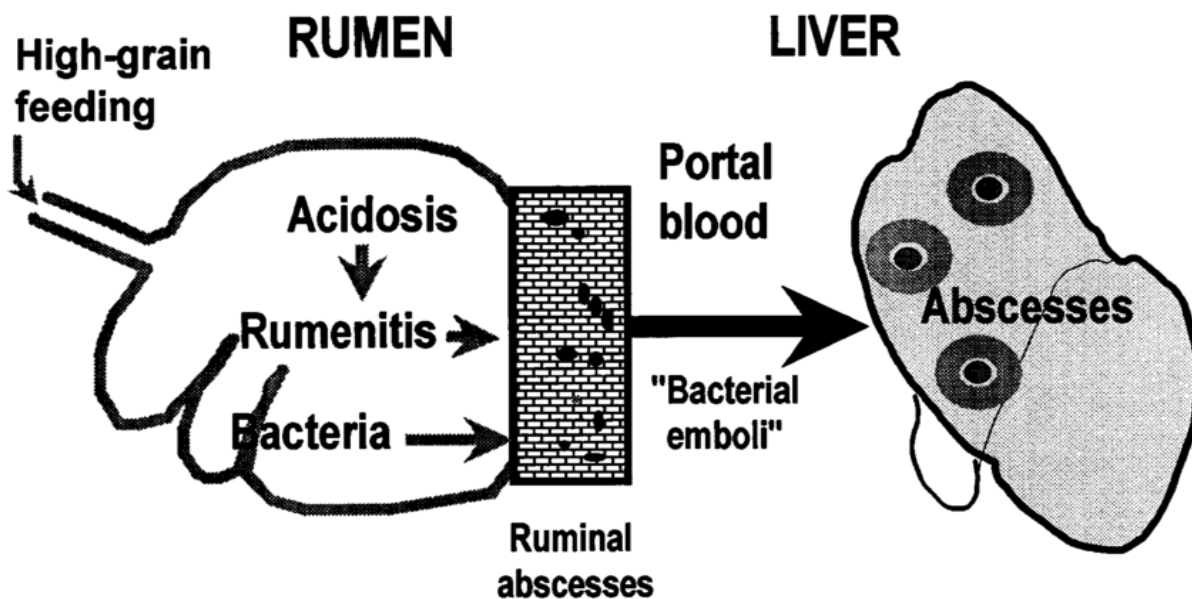 RUMEN
LIVER
High-grain
feeding
Acidosis
Rumenitis
Bacteria
Ruminal
abscesses
Portal
blood
"Bacterial
emboli"
Abscesses